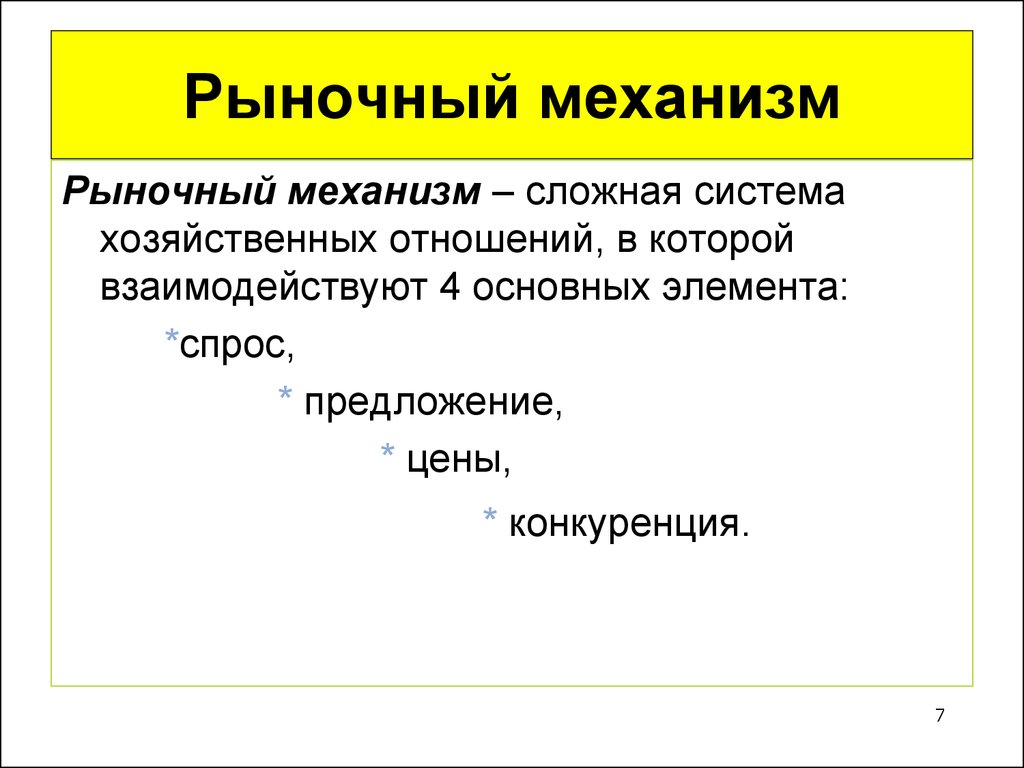 Рыночный механизм
Рыночный механизм – сложная система
хозяйственных отношений, в которой
взаимодействуют 4 основных элемента:
*спрос,
* предложение,
* цены,
* конкуренция.
7